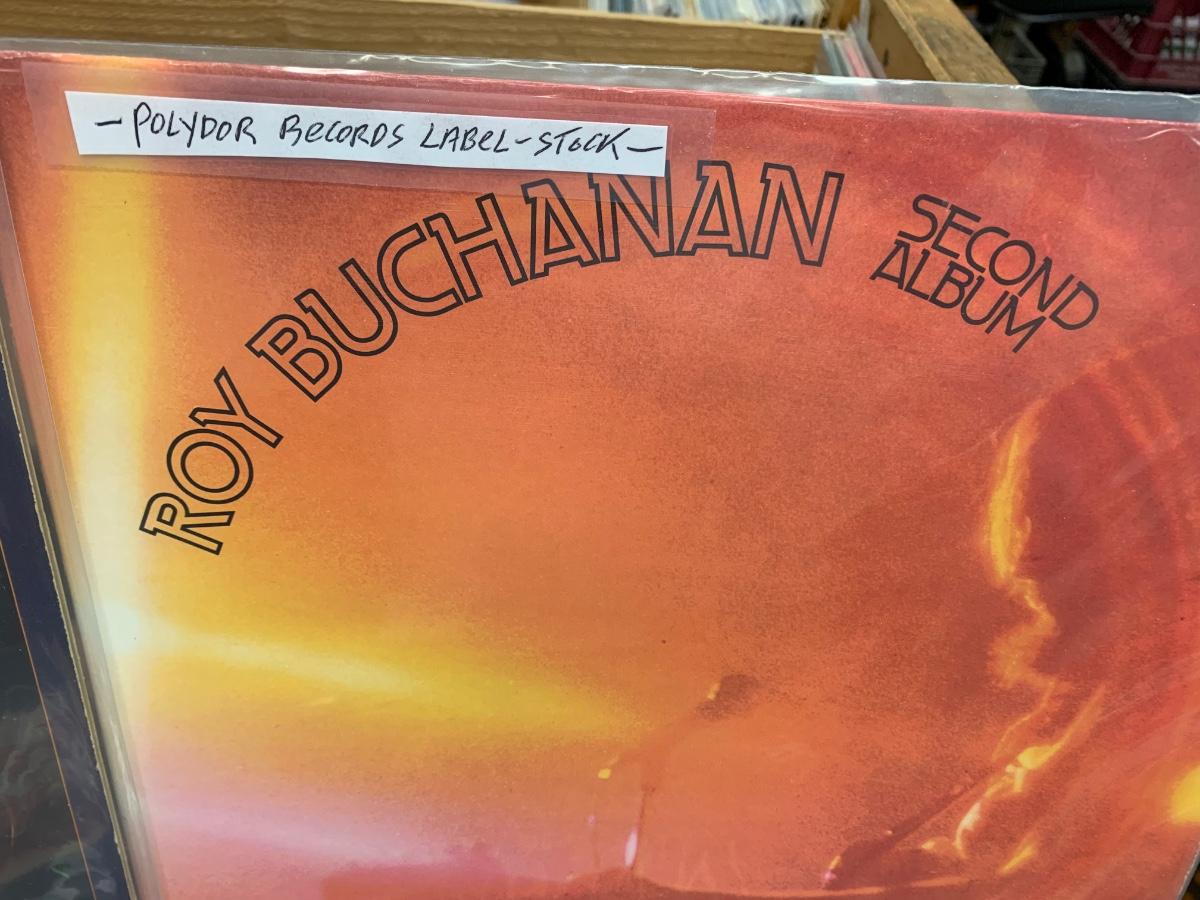 - POLYDOR RECORDS LABEL - STOCK -
ROY BUCHANAN
SECOND
ALBUM